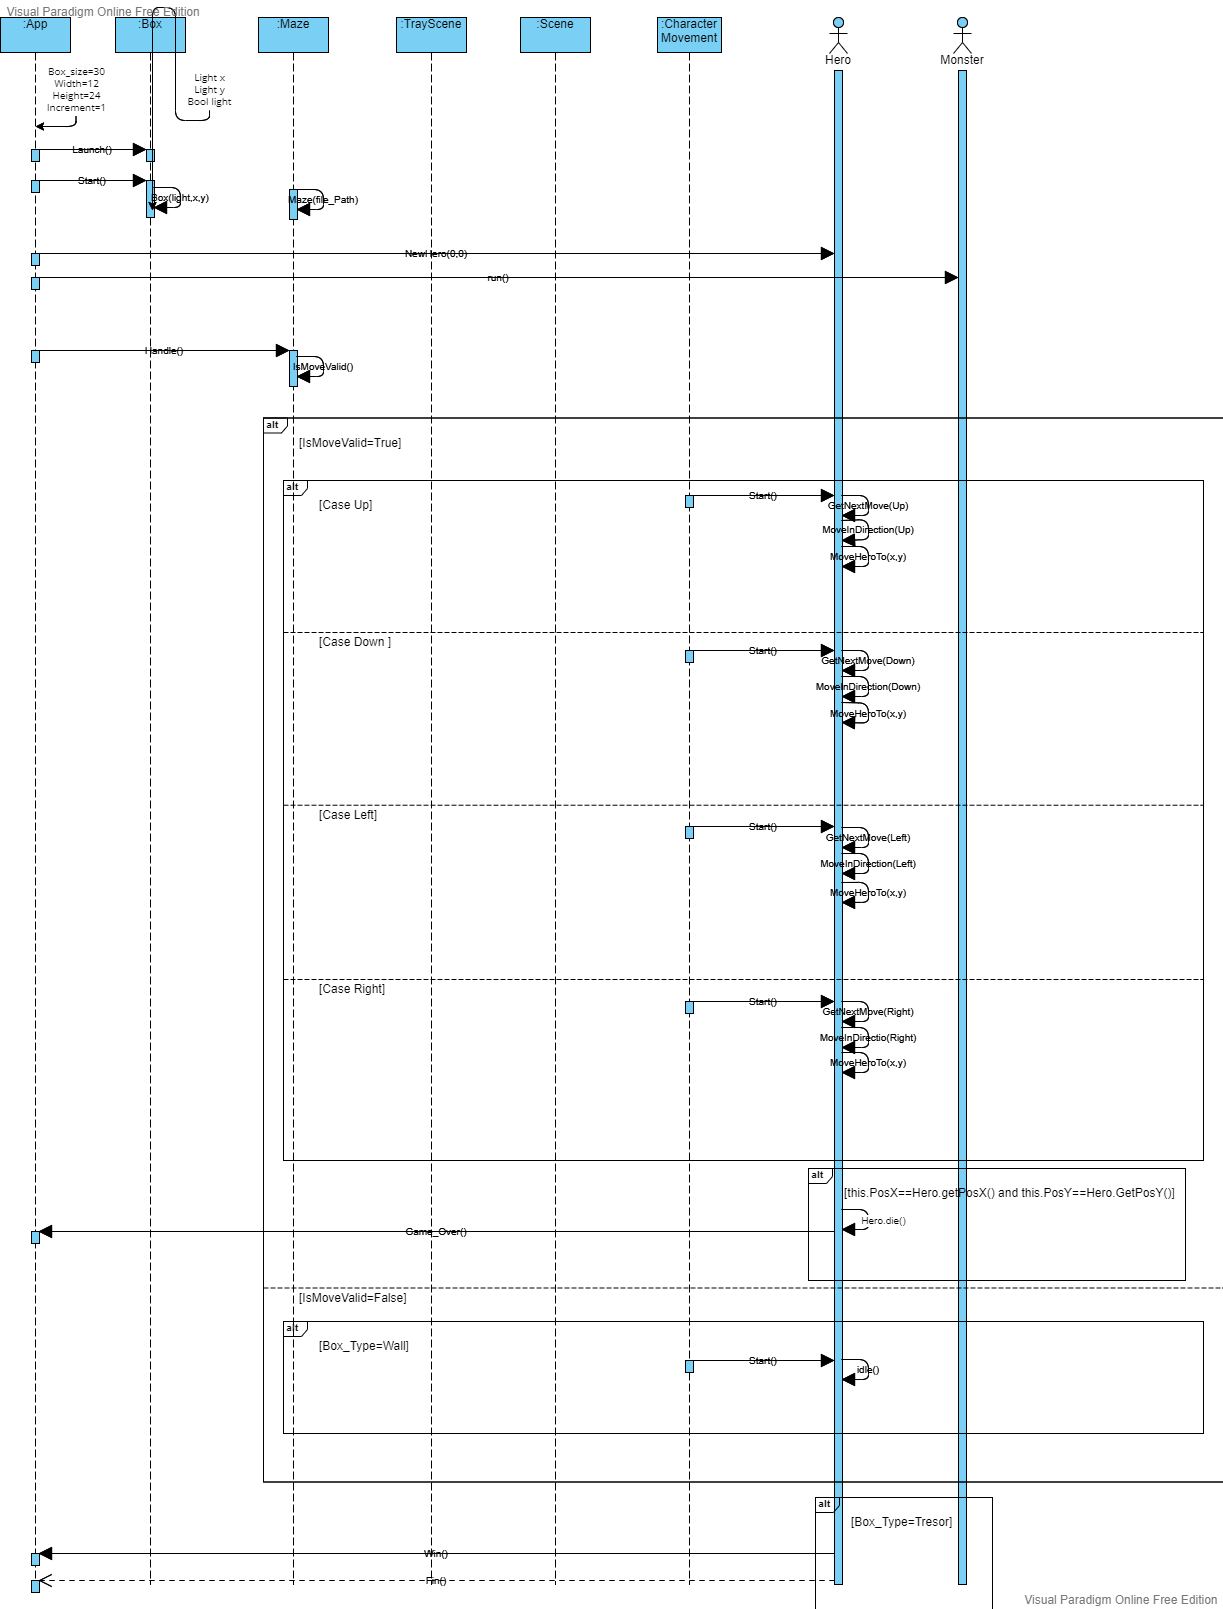 Visual Paradigm Online Free Edition
:App
:Box
:Maze
:TrayScene
:Scene
:Character
Movement
Hero
Monster
Box_size=30
Width=12
Height=24
Increment=1
Light x
Light y
Bool light
Launch()
Start()
Box(light,x,y)
Maze(file_Path)
NewHero(0,0)
run()
Handle()
IsMoveValid()
alt
[IsMoveValid=True]
alt
[Case Up]
Start()
GetNextMove(Up)
MoveInDirection(Up)
MoveHeroTo(x,y)
[Case Down ]
Start()
GetNextMove(Down)
MoveInDirection(Down)
MoveHeroTo(x,y)
[Case Left]
Start()
GetNextMove(Left)
MoveInDirection(Left)
MoveHeroTo(x,y)
[Case Right]
Start()
GetNextMove(Right)
MoveInDirectio(Right)
MoveHeroTo(x,y)
alt
[this.PosX==Hero.getPosX() and this.PosY==Hero.GetPosY()]
Hero.die()
Game_Over()
[IsMoveValid=False]
alt
[Box_Type=Wall]
Start()
idle()
alt
[Box_Type=Tresor]
Win()
Fin()
Visual Paradigm Online Free Edition